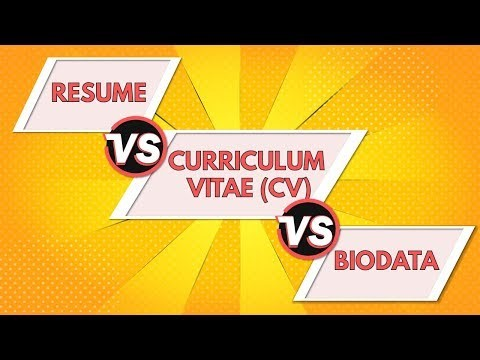 RESUME
VS
CURRICULUM
VITAE (CV)
VS
BIODATA